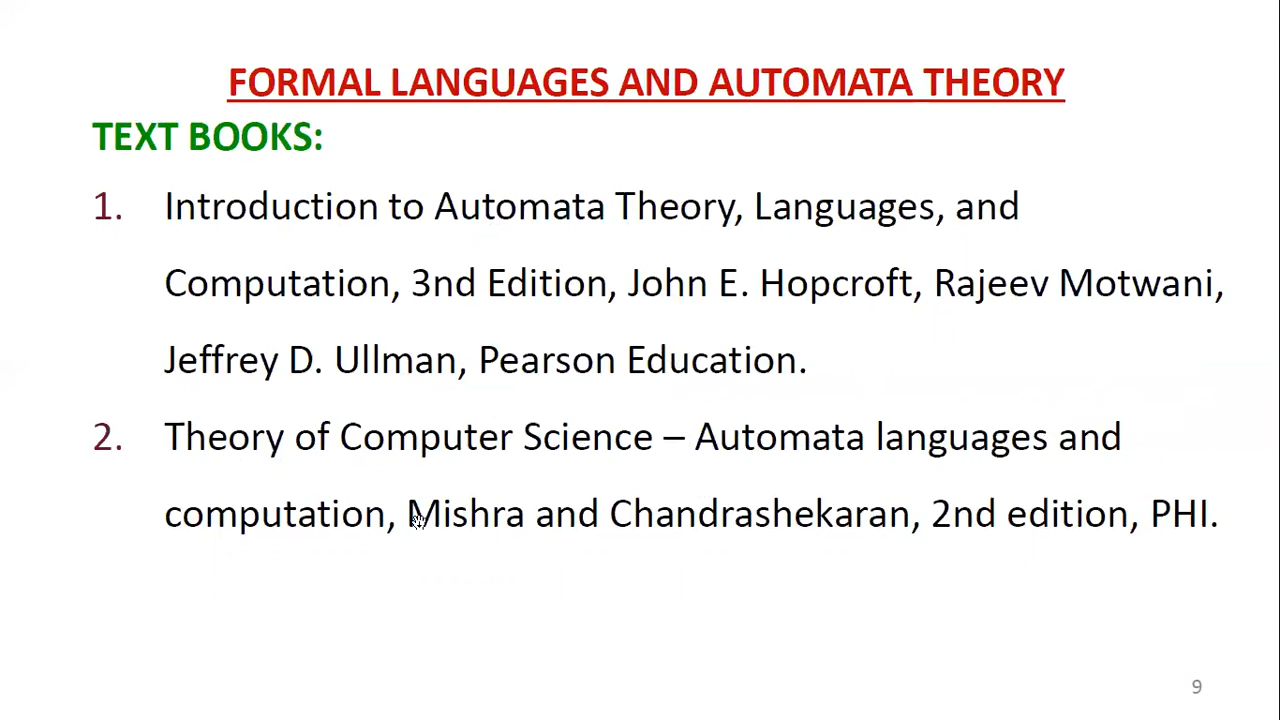 FORMAL LANGUAGES AND AUTOMATA THEORY
TEXT BOOKS:
1. Introduction to Automata Theory, Languages, and
Computation, 3nd Edition, John E. Hopcroft, Rajeev Motwani,
Jeffrey D. Ullman, Pearson Education.
2. Theory of Computer Science – Automata languages and
computation, Mishra and Chandrashekaran, 2nd edition, PHI.
9